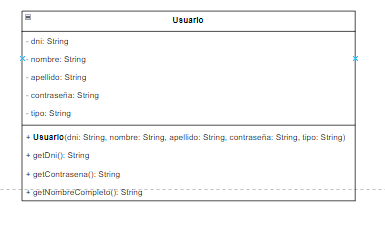 Usuario
- dni: String
- nombre: String
- apellido: String
- contraseña: String
- tipo: String
+ Usuario(dni: String, nombre: String, apellido: String, contraseña: String, tipo: String)
+ getDni(): String
+ getContrasena(): String
+ getNombreCompleto(): String